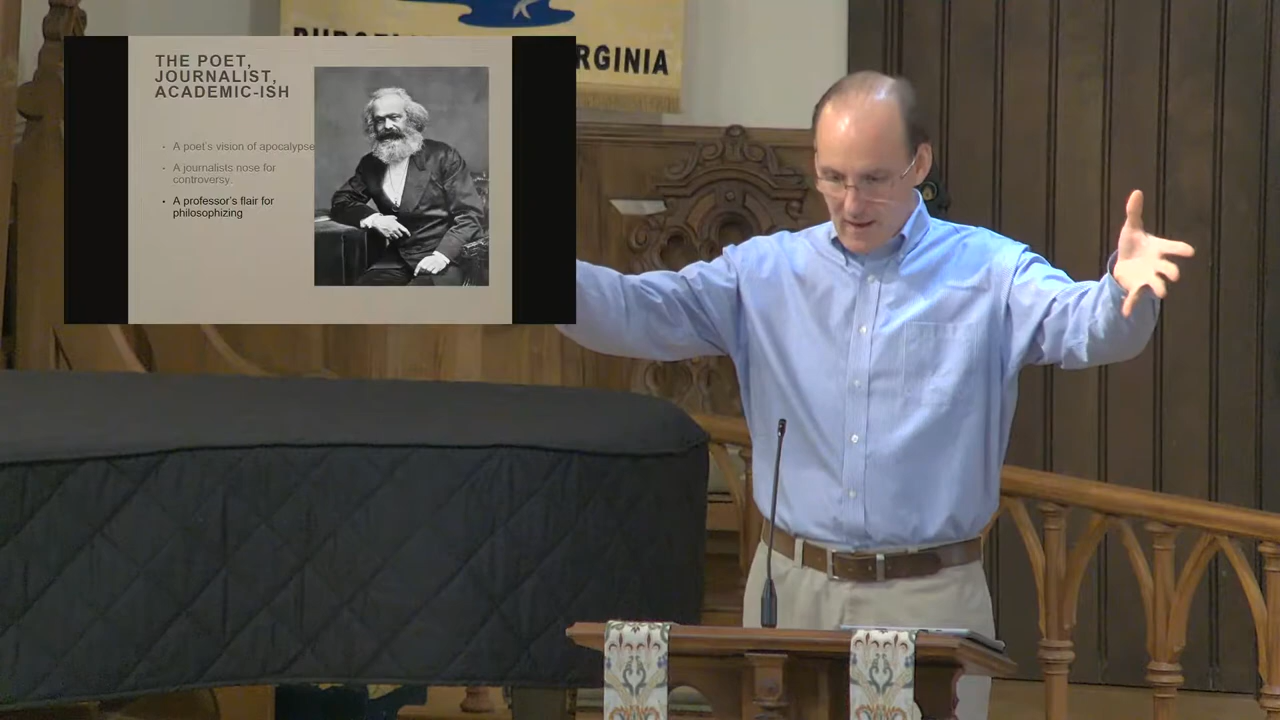 RGINIA
THE POET,
JOURNALIST,
ACADEMIC-ISH
• A poet's vision of apocalypse
• A journalists nose for
controversy.
• A professor's flair for
philosophizing